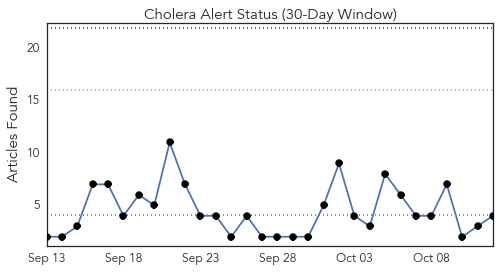 Cholera Alert Status (30-Day Window)
Articles Found
20
15
10
5
Sep 13 Sep 18 Sep 23 Sep 28 Oct 03 Oct 08